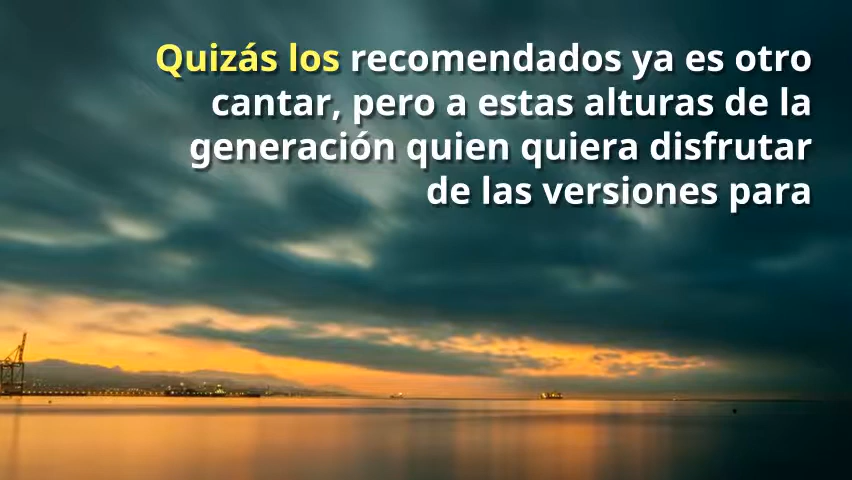 Quizás los recomendados ya es otro
cantar, pero a estas alturas de la
generación quien quiera disfrutar
de las versiones para